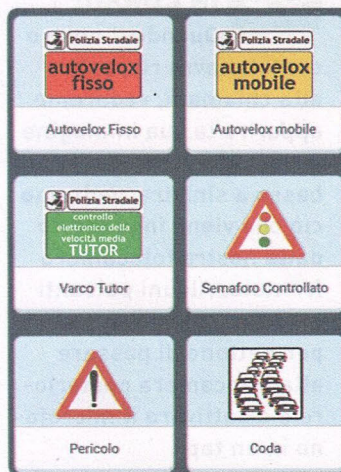 Polizia Stradale
autovelox
fisso
Autovelox Fisso
Polizia Stradale
autovelox
mobile
Autovelox mobile
Polizia Stradale
controllo
elettronico della
velocità media
TUTOR
Varco Tutor
Semaforo Controllato
Pericolo
Coda